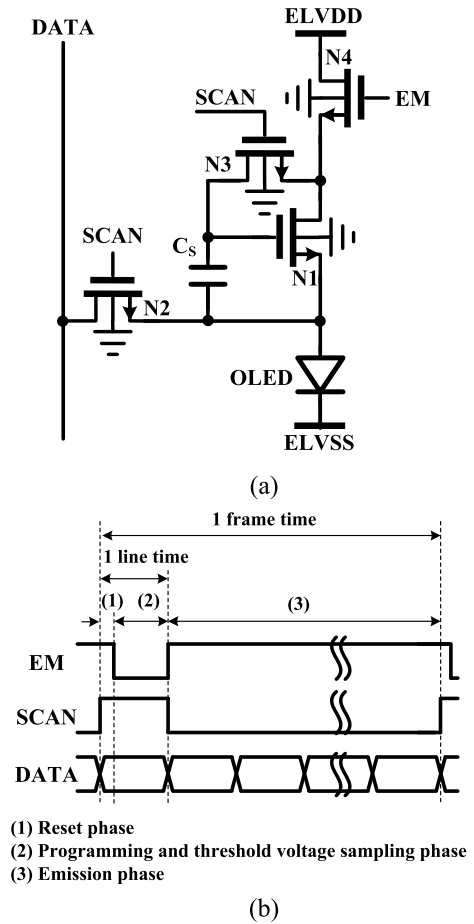 DATA
ELVDD
N4
SCAN
EM
N3
SCAN
CS
N1
N2
OLED
ELVSS
(a)
1 frame time
1 line time
(1) (2) (3)
EM
SCAN
DATA
(1) Reset phase
(2) Programming and threshold voltage sampling phase
(3) Emission phase
(b)